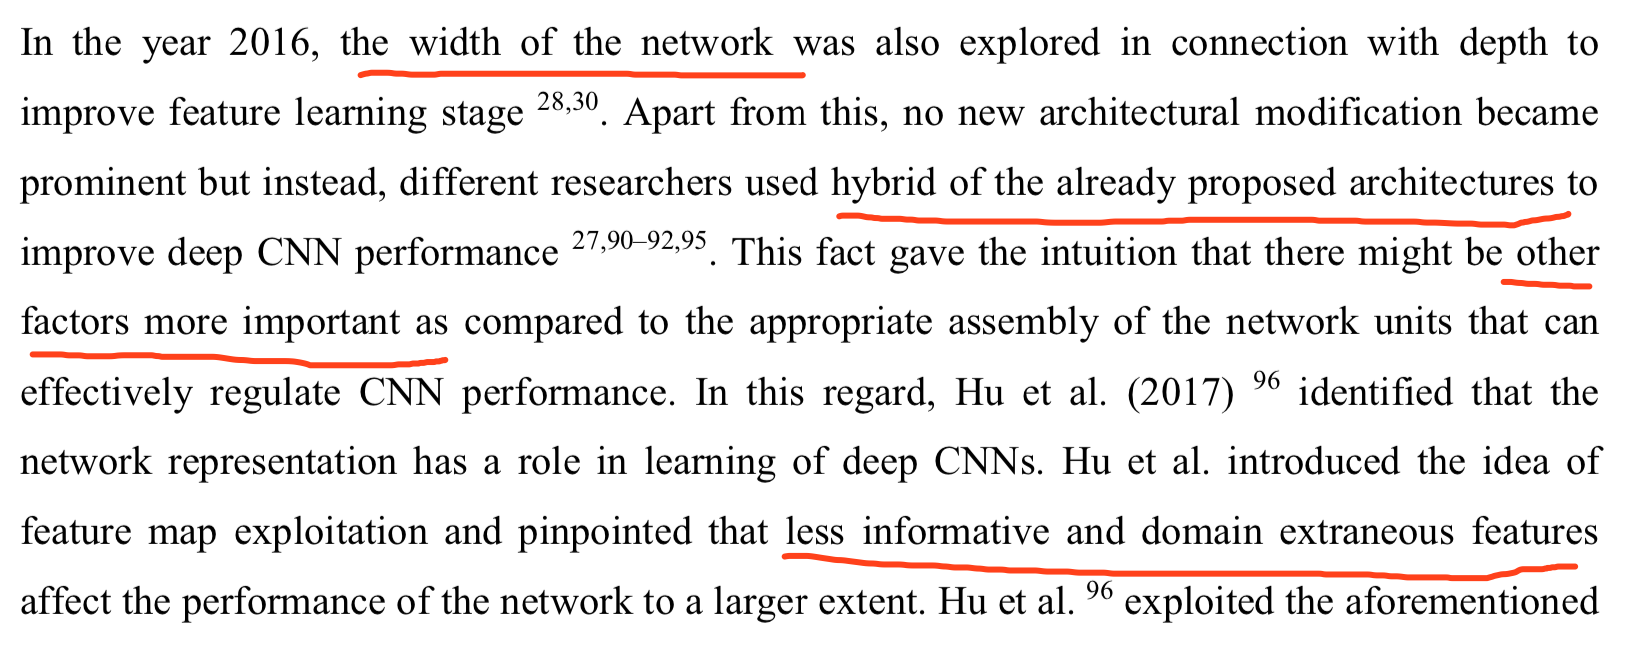 In the year 2016, the width of the network was also explored in connection with depth to
improve feature learning stage 28,30. Apart from this, no new architectural modification became
prominent but instead, different researchers used hybrid of the already proposed architectures to
improve deep CNN performance 27,90–92,95. This fact gave the intuition that there might be other
factors more important as compared to the appropriate assembly of the network units that can
effectively regulate CNN performance. In this regard, Hu et al. (2017) 96 identified that the
network representation has a role in learning of deep CNNs. Hu et al. introduced the idea of
feature map exploitation and pinpointed that less informative and domain extraneous features
affect the performance of the network to a larger extent. Hu et al. 96 exploited the aforementioned